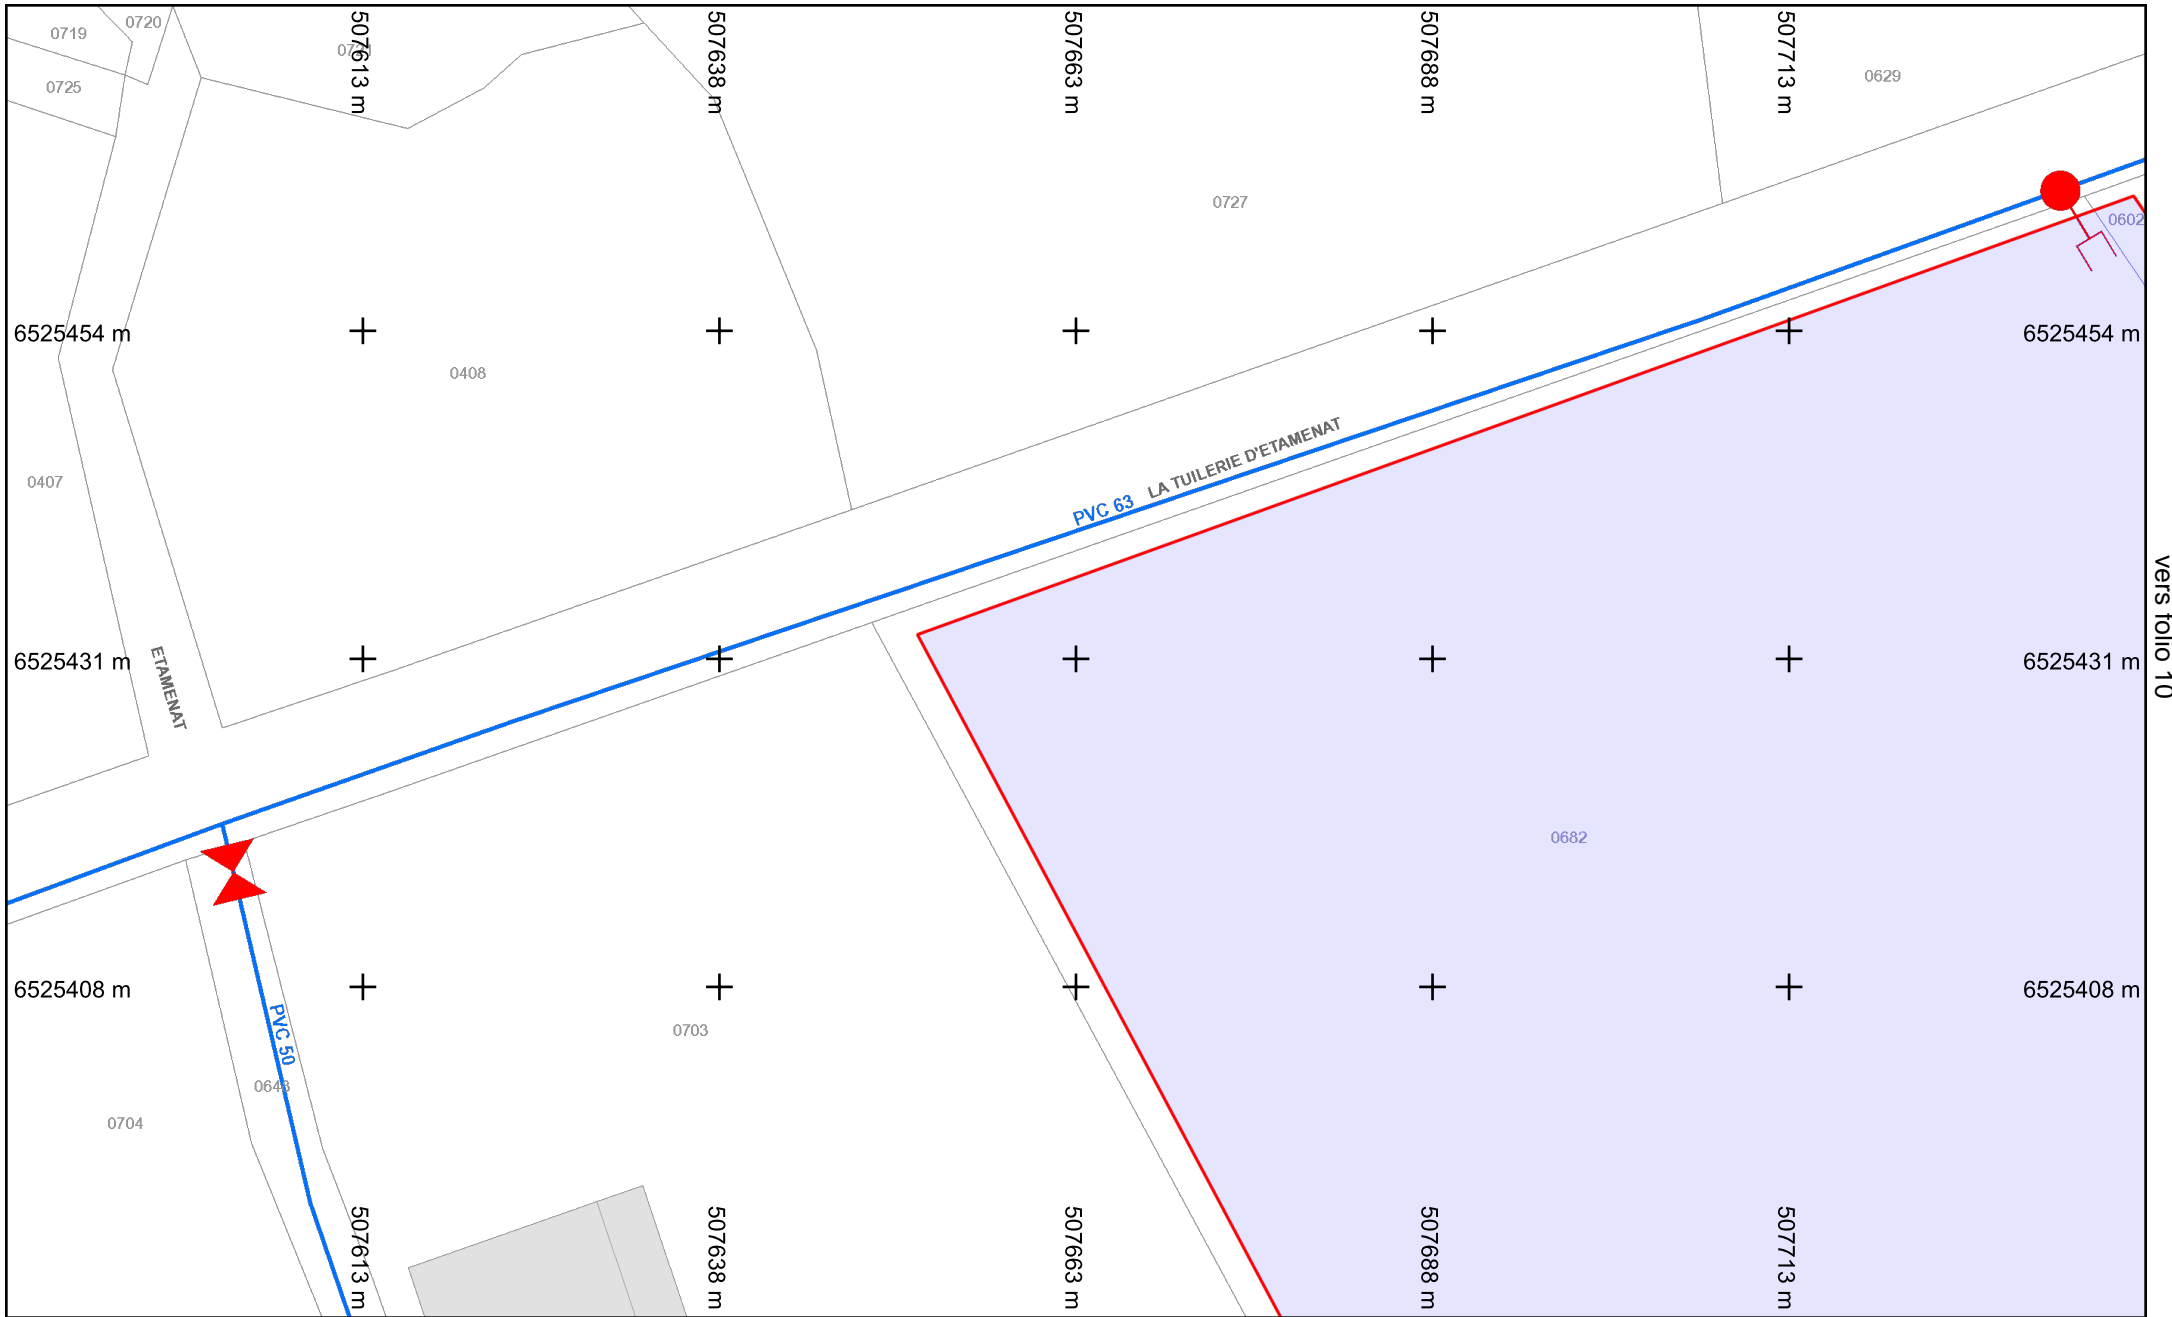 0719
0720
507613 m
507638 m
507663 m
507688 m
507713 m
0629
0725
0727
0602
6525454 m
6525454 m
0408
0407
LA TUILERIE D'ETAMENAT
PVC 63
vers folio 10
6525431 m
6525431 m
ETAMENAT
0682
6525408 m
6525408 m
PVC 50
0703
0704
507613 m
507638 m
507663 m
507688 m
507713 m